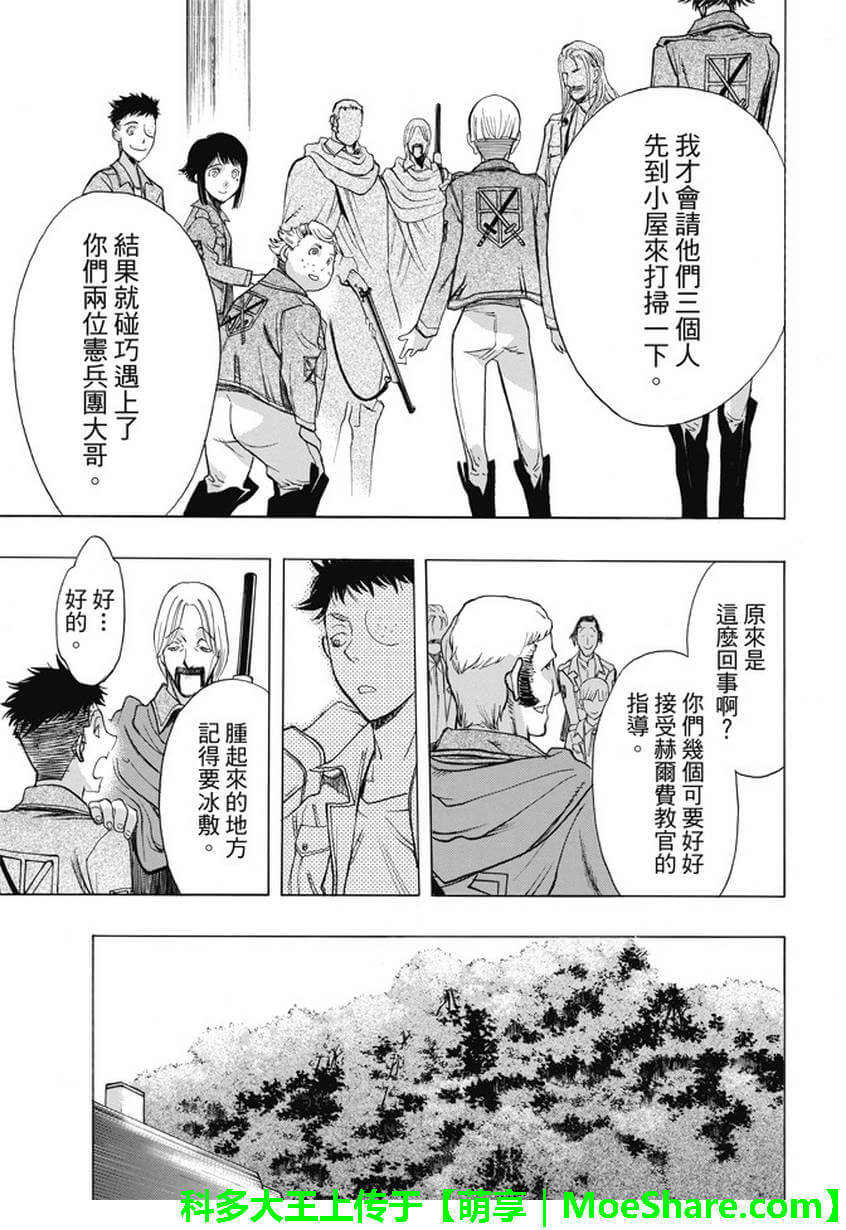 我才會請他們三個人
先到小屋來打掃一下。
結果就碰巧遇上了
你們兩位憲兵團大哥。
原來是
這麼回事啊?
你們幾個可要好好
接受赫爾費教官的
指導。
腫起來的地方
記得要冰敷。
好…
好的。
科多大王上传于【萌享｜MoeShare.com】